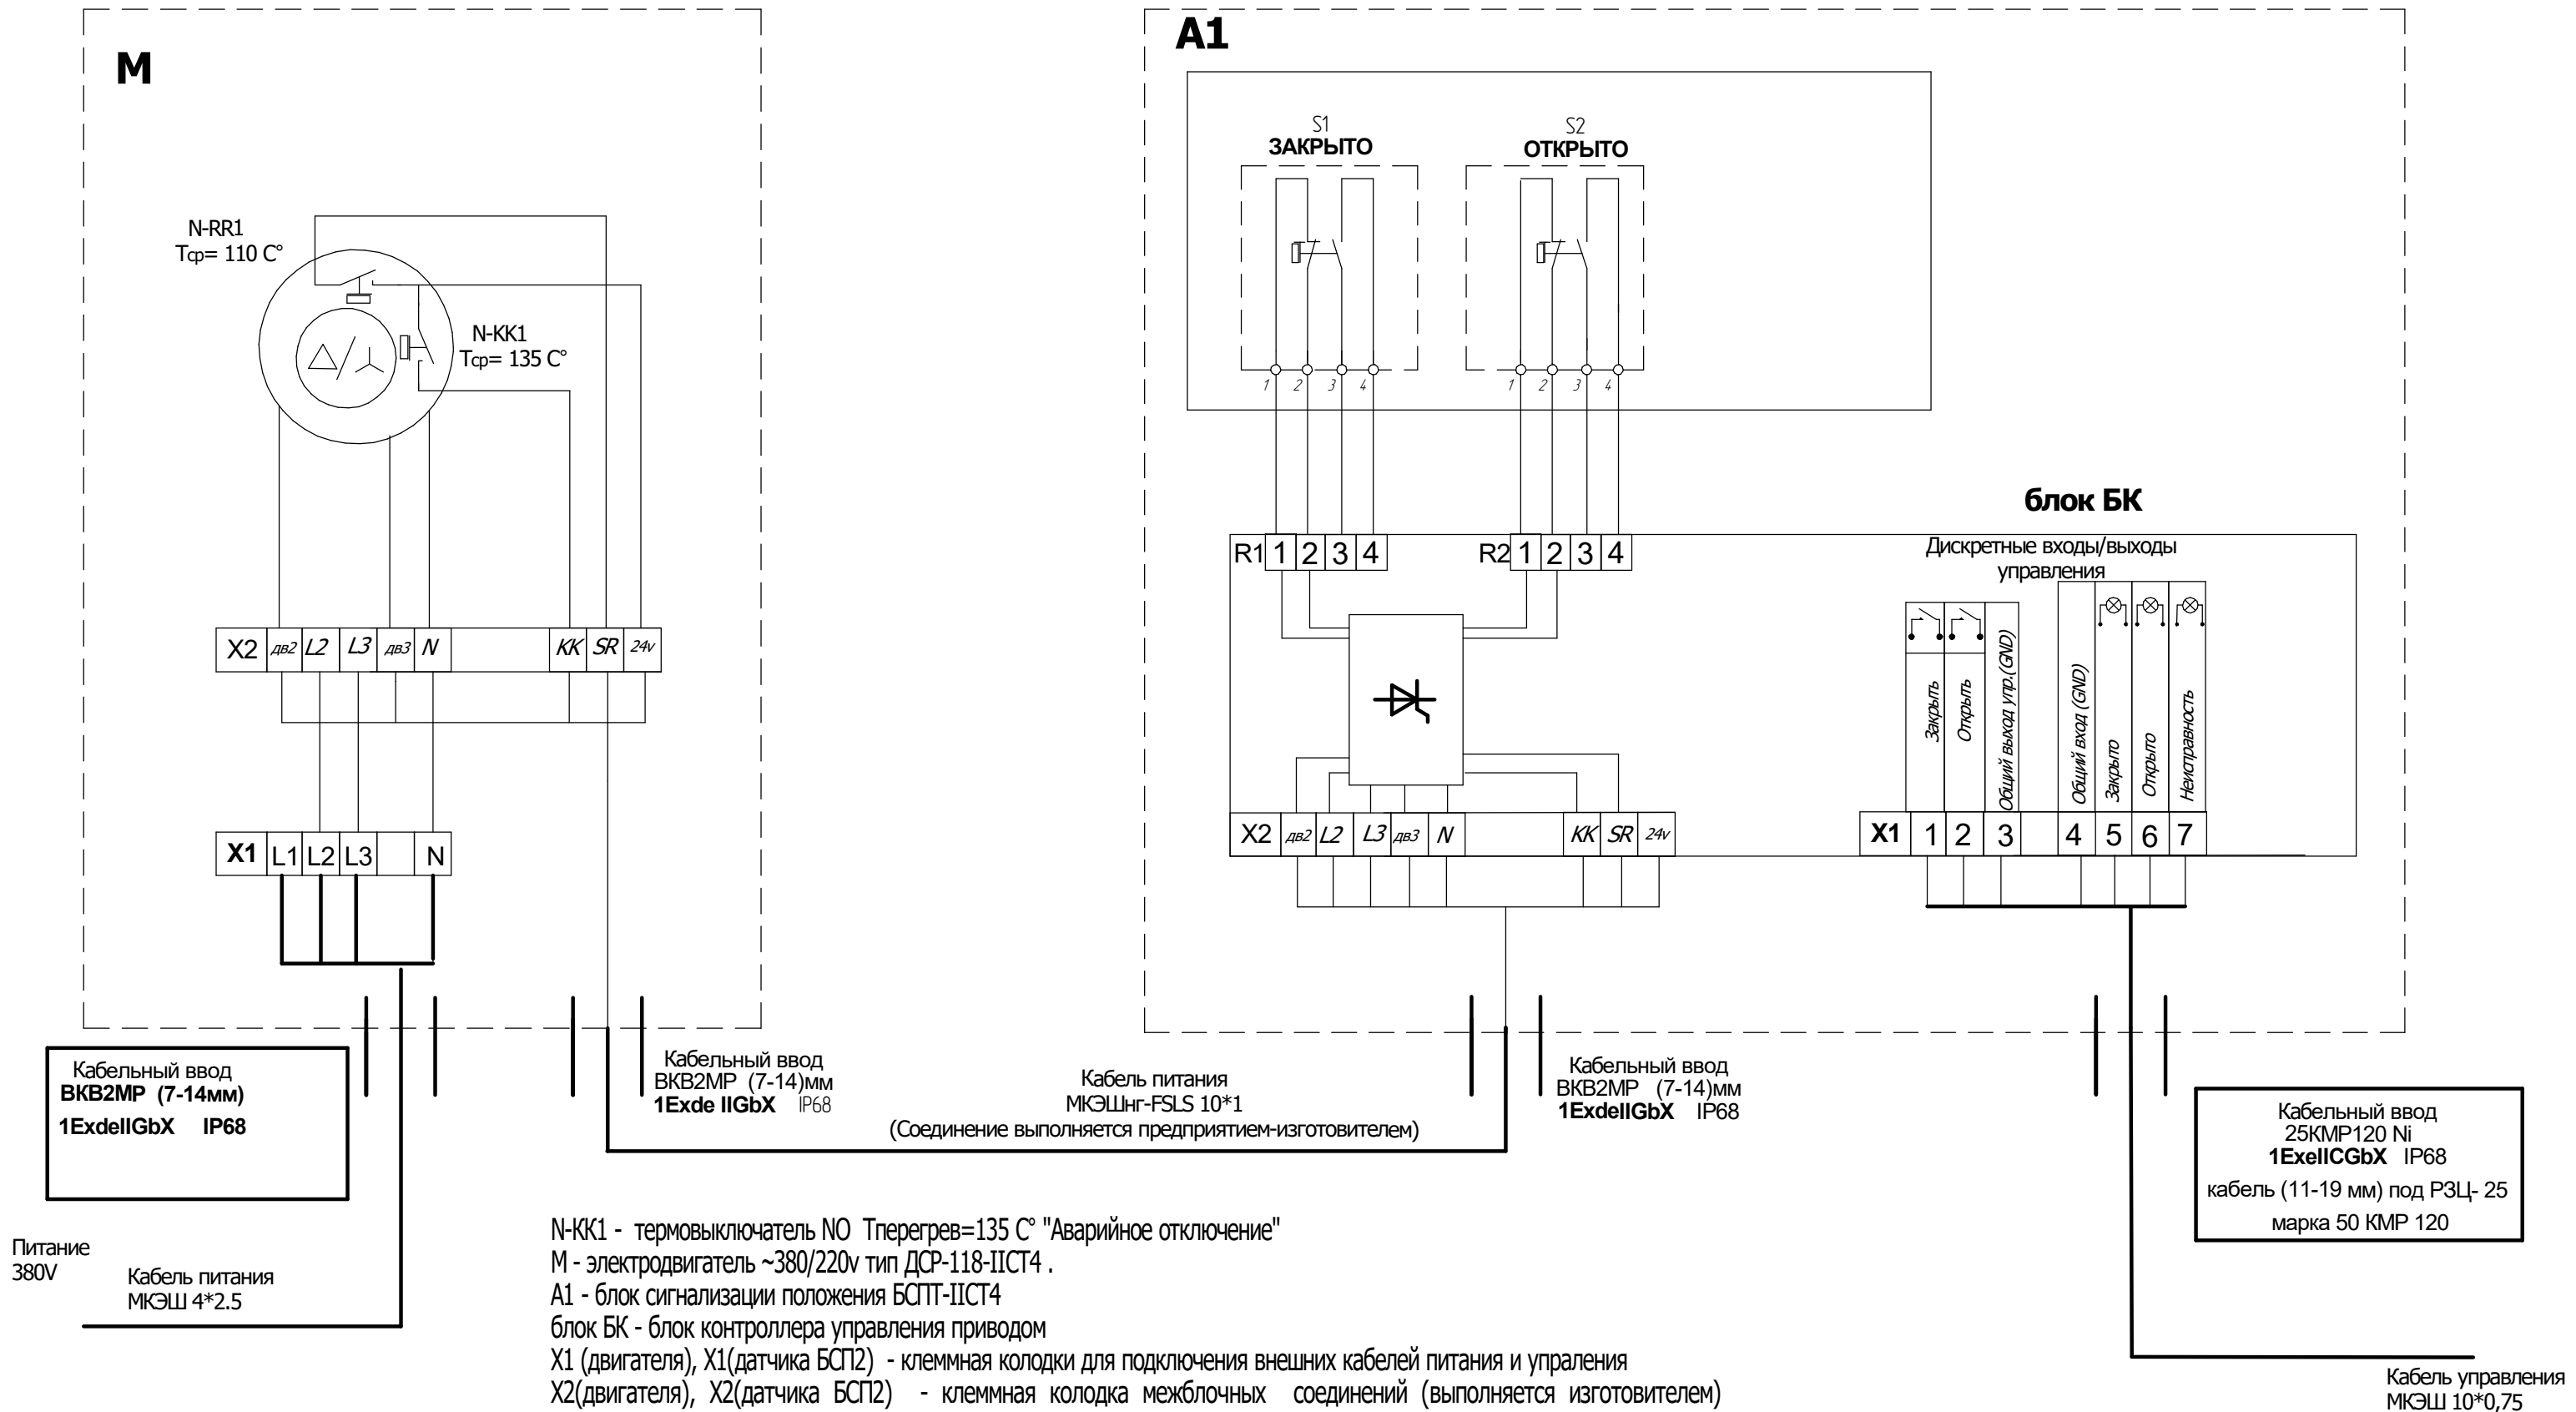 M
N-RR1
Тср= 110 С°
N-KK1
Тср= 135 С°
X2 дв2 L2 L3 дв3 N KK SR 24v
X1 L1 L2 L3 N
Кабельный ввод
ВКВ2МР (7-14мм)
1ExdeIIGbX IP68
Питание
380V
Кабель питания
МКЭШ 4*2.5
Кабельный ввод
ВКВ2МР (7-14)мм
1Exde IIGbX IP68
Кабель питания
МКЭШнг-FSLS 10*1
(Соединение выполняется предприятием-изготовителем)
A1
S1
ЗАКРЫТО
1 2 3 4
S2
ОТКРЫТО
1 2 3 4
R1 1 2 3 4
R2 1 2 3 4
блок БК
Дискретные входы/выходы
управления
Закрыть
Открыть
Общий выход упр.(GND)
Общий вход (GND)
Закрыто
Открыто
Неисправность
X2 дв2 L2 L3 дв3 N KK SR 24v
X1 1 2 3 4 5 6 7
Кабельный ввод
ВКВ2МР (7-14)мм
1ExdeIIGbX IP68
Кабельный ввод
25КМР120 Ni
1ExeIICGbX IP68
кабель (11-19 мм) под РЗЦ- 25
марка 50 КМР 120
Кабель управления
МКЭШ 10*0,75
N-KK1 - термовыключатель NO Тперегрев=135 С° "Аварийное отключение"
М - электродвигатель ~380/220v тип ДСР-118-IICT4 .
А1 - блок сигнализации положения БСПТ-IICT4
блок БК - блок контроллера управления приводом
X1 (двигателя), X1(датчика БСП2) - клеммная колодки для подключения внешних кабелей питания и упраления
X2(двигателя), X2(датчика БСП2) - клеммная колодка межблочных соединений (выполняется изготовителем)